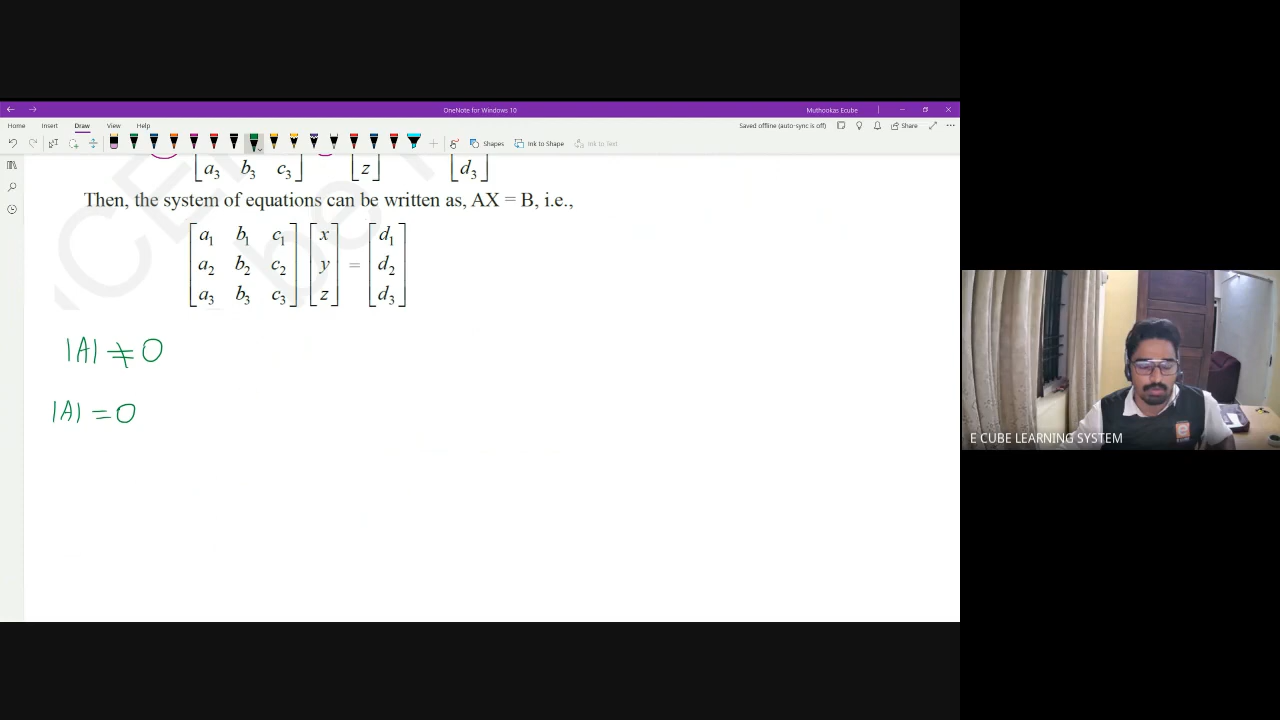 OneNote for Windows 10
Muthookas Ecube
Home Insert Draw View Help
Saved offline (auto-sync is off) Share
Shapes Ink to Shape Ink to Text
a₃ b₃ c₃ z d₃
Then, the system of equations can be written as, AX = B, i.e.,
a₁ b₁ c₁ x d₁
a₂ b₂ c₂ y = d₂
a₃ b₃ c₃ z d₃
|A| ≠ 0
|A| = 0
E CUBE LEARNING SYSTEM